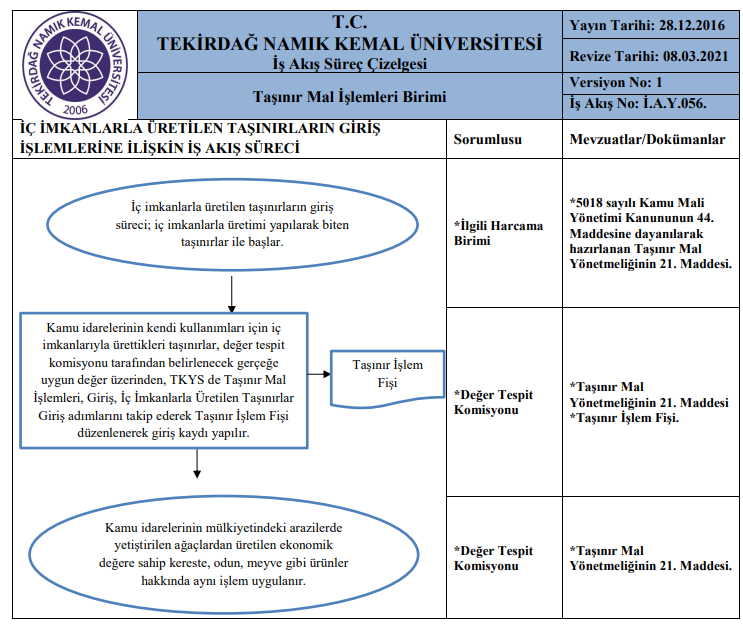 TEKİRDAĞ NAMIK KEMAL ÜNİVERSİTESİ
2006
T.C.
TEKİRDAĞ NAMIK KEMAL ÜNİVERSİTESİ
İş Akış Süreç Çizelgesi
Taşınır Mal İşlemleri Birimi
Yayın Tarihi: 28.12.2016
Revize Tarihi: 08.03.2021
Versiyon No: 1
İş Akış No: İ.A.Y.056.
İÇ İMKANLARLA ÜRETİLEN TAŞINIRLARIN GİRİŞ
İŞLEMLERİNE İLİŞKİN İŞ AKIŞ SÜRECİ
Sorumlusu
Mevzuatlar/Dokümanlar
İç imkanlarla üretilen taşınırların giriş
süreci; iç imkanlarla üretimi yapılarak biten
taşınırlar ile başlar.
*İlgili Harcama
Birimi
*5018 sayılı Kamu Mali
Yönetimi Kanununun 44.
Maddesine dayanılarak
hazırlanan Taşınır Mal
Yönetmeliğinin 21. Maddesi.
Kamu idarelerinin kendi kullanımları için iç
imkanlarıyla ürettikleri taşınırlar, değer tespit
komisyonu tarafından belirlenecek gerçeğe
uygun değer üzerinden, TKYS de Taşınır Mal
İşlemleri, Giriş, İç İmkanlarla Üretilen Taşınırlar
Giriş adımlarını takip ederek Taşınır İşlem Fişi
düzenlenerek giriş kaydı yapılır.
Taşınır İşlem
Fişi
*Değer Tespit
Komisyonu
*Taşınır Mal
Yönetmeliğinin 21. Maddesi
*Taşınır İşlem Fişi.
Kamu idarelerinin mülkiyetindeki arazilerde
yetiştirilen ağaçlardan üretilen ekonomik
değere sahip kereste, odun, meyve gibi ürünler
hakkında aynı işlem uygulanır.
*Değer Tespit
Komisyonu
*Taşınır Mal
Yönetmeliğinin 21. Maddesi.